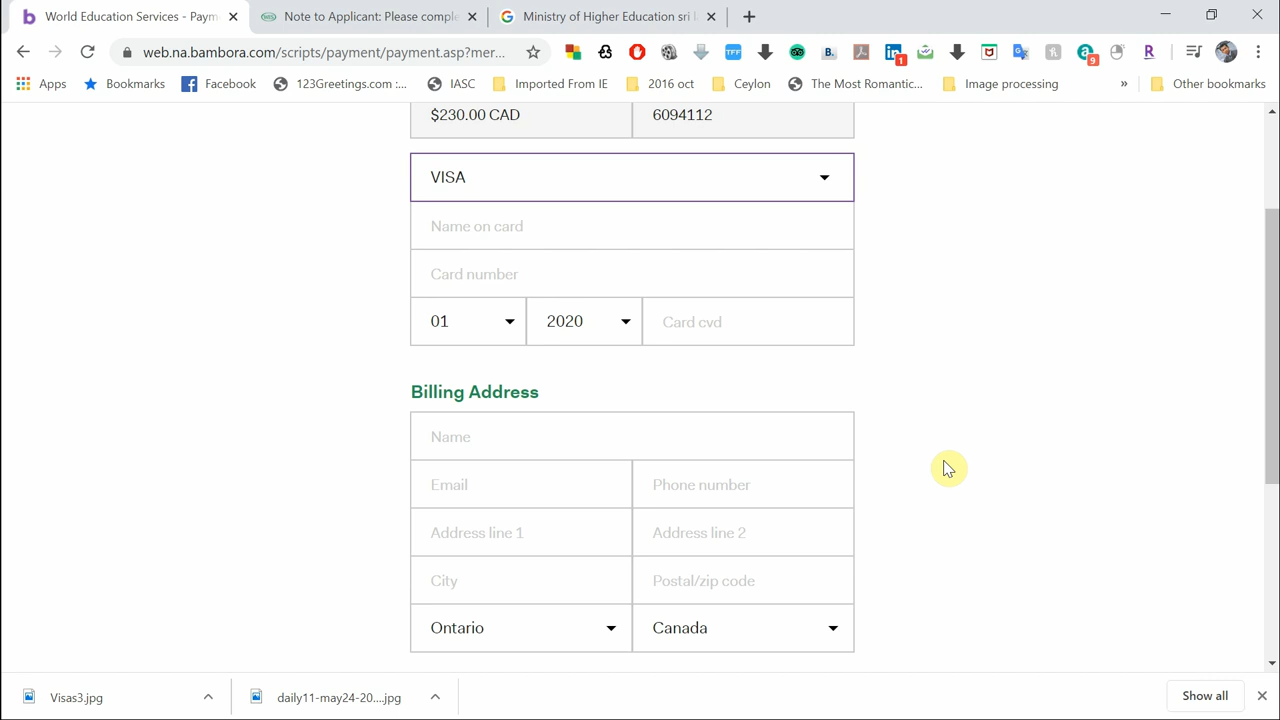 World Education Services - Paym
Note to Applicant: Please comple
Ministry of Higher Education sri l
web.na.bambora.com/scripts/payment/payment.asp?mer...
TFF
B.
1
9
R
Apps
Bookmarks
Facebook
123Greetings.com :...
IASC
Imported From IE
2016 oct
Ceylon
The Most Romantic...
Image processing
»
Other bookmarks
$230.00 CAD
6094112
VISA
Name on card
Card number
01
2020
Card cvd
Billing Address
Name
Email
Phone number
Address line 1
Address line 2
City
Postal/zip code
Ontario
Canada
Visas3.jpg
daily11-may24-20....jpg
Show all